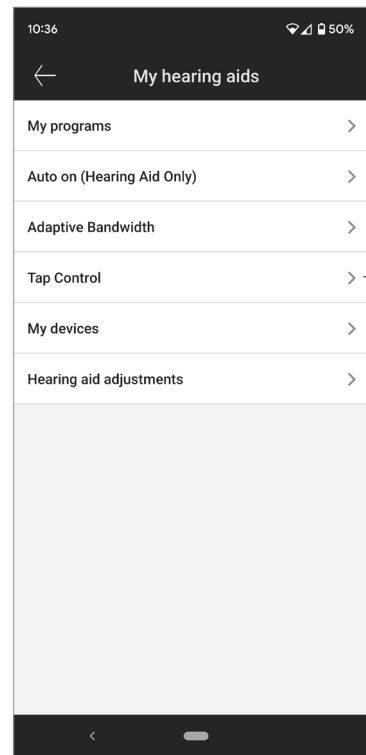 10:36 50%
My hearing aids
My programs
Auto on (Hearing Aid Only)
Adaptive Bandwidth
Tap Control
My devices
Hearing aid adjustments